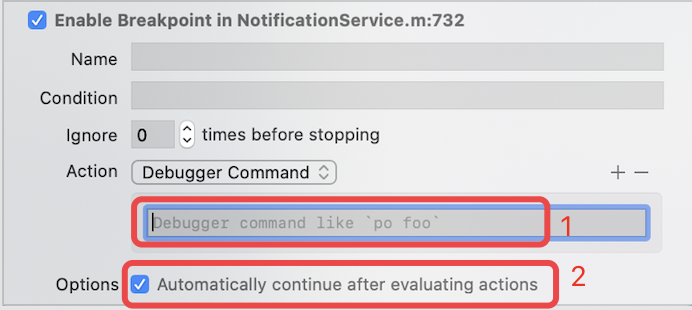 Enable Breakpoint in NotificationService.m:732
Name
Condition
Ignore 0 times before stopping
Action Debugger Command + −
Debugger command like `po foo` 1
Options Automatically continue after evaluating actions 2